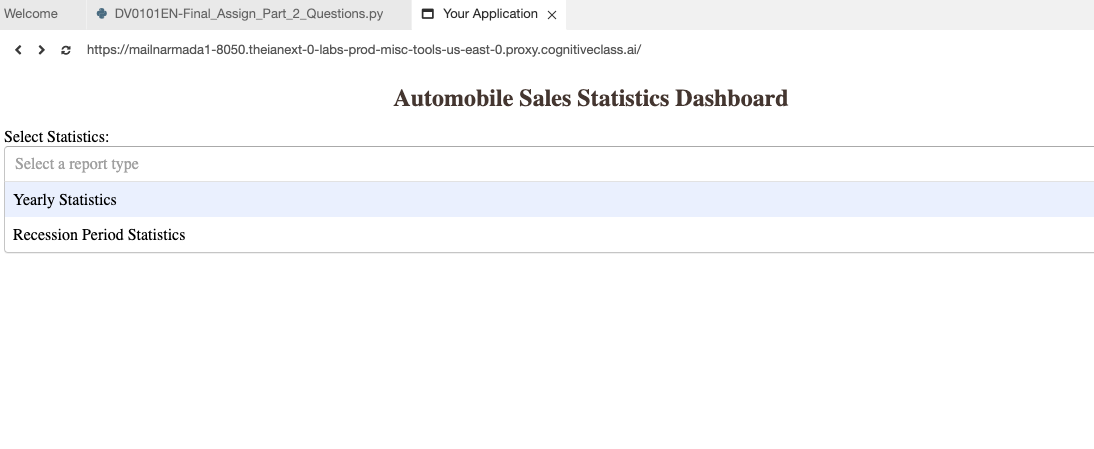 Welcome DV0101EN-Final_Assign_Part_2_Questions.py Your Application
https://mailnarmada1-8050.theianext-0-labs-prod-misc-tools-us-east-0.proxy.cognitiveclass.ai/
Automobile Sales Statistics Dashboard
Select Statistics:
Select a report type
Yearly Statistics
Recession Period Statistics